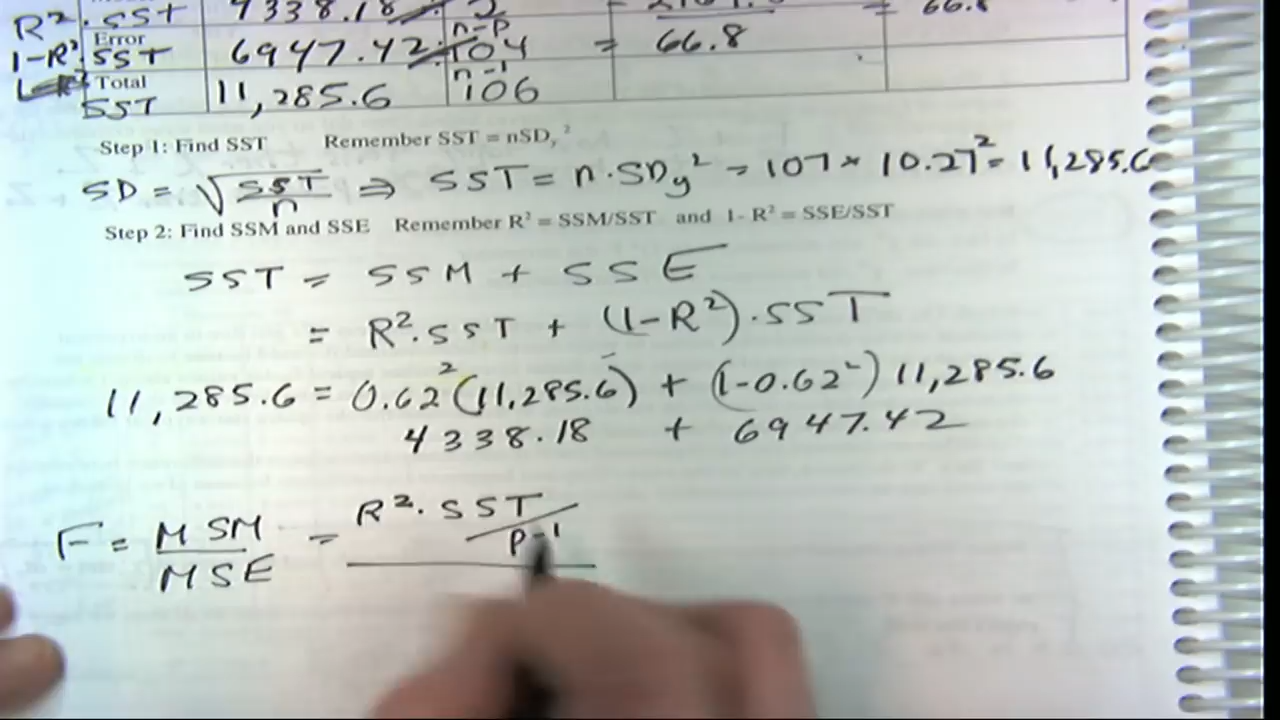 R²·SST 4338.18
= 66.8
Error n-p
1-R²·SST 6947.42 104 = 66.8
Total n-1
SST 11,285.6 106
Step 1: Find SST Remember SST = nSDy²
SD = √SST/n ⇒ SST = n·SDy² = 107 × 10.27² = 11,285.6
Step 2: Find SSM and SSE Remember R² = SSM/SST and 1- R² = SSE/SST
SST = SSM + SSE
= R²·SST + (1-R²)·SST
11,285.6 = 0.62²(11,285.6) + (1-0.62²) 11,285.6
4338.18 + 6947.42
F = MSM/MSE = R²·SST/p-1